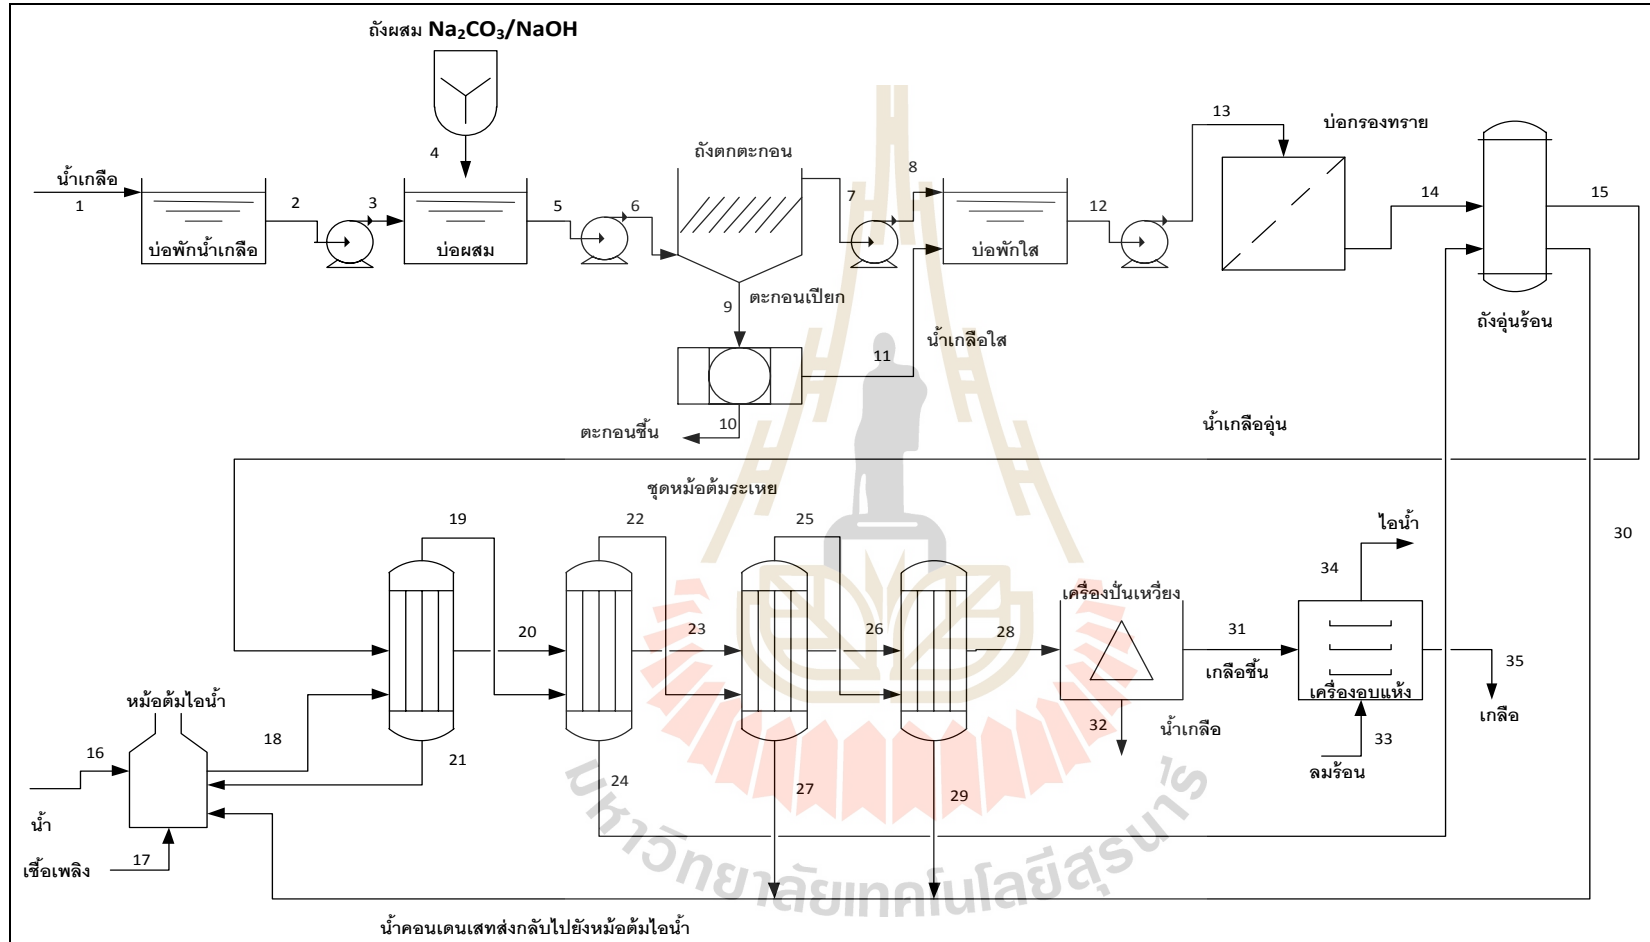 ถังผสม Na₂CO₃/NaOH
4
ถังตกตะกอน
13
บ่อกรองทราย
น้ำเกลือ
1
2
3
5
6
7
8
12
14
15
บ่อพักน้ำเกลือ
บ่อผสม
บ่อพักใส
9
ตะกอนเปียก
ถังอุ่นร้อน
น้ำเกลือใส
11
10
ตะกอนชื้น
น้ำเกลืออุ่น
ชุดหม้อต้มระเหย
19
22
25
ไอน้ำ
30
34
เครื่องปั่นเหวี่ยง
20
23
26
28
31
35
เกลือชื้น
เครื่องอบแห้ง
เกลือ
หม้อต้มไอน้ำ
32
น้ำเกลือ
33
ลมร้อน
16
18
21
24
27
29
น้ำ
17
เชื้อเพลิง
มหาวิทยาลัยเทคโนโลยีสุรนารี
น้ำคอนเดนเสทส่งกลับไปยังหม้อต้มไอน้ำ